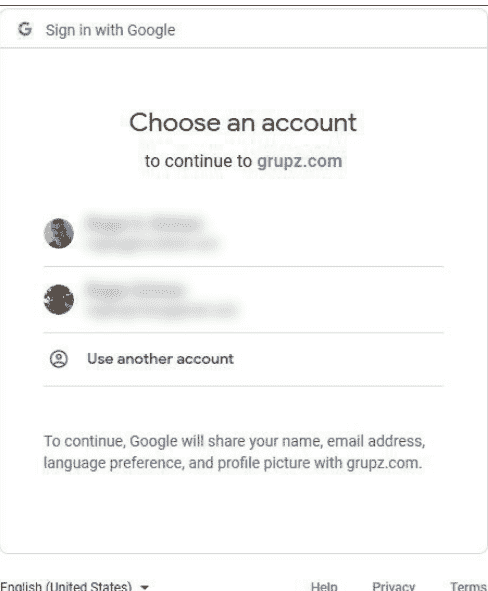 Sign in with Google
Choose an account
to continue to grupz.com
Use another account
To continue, Google will share your name, email address,
language preference, and profile picture with grupz.com.
English (United States)
Help Privacy Terms